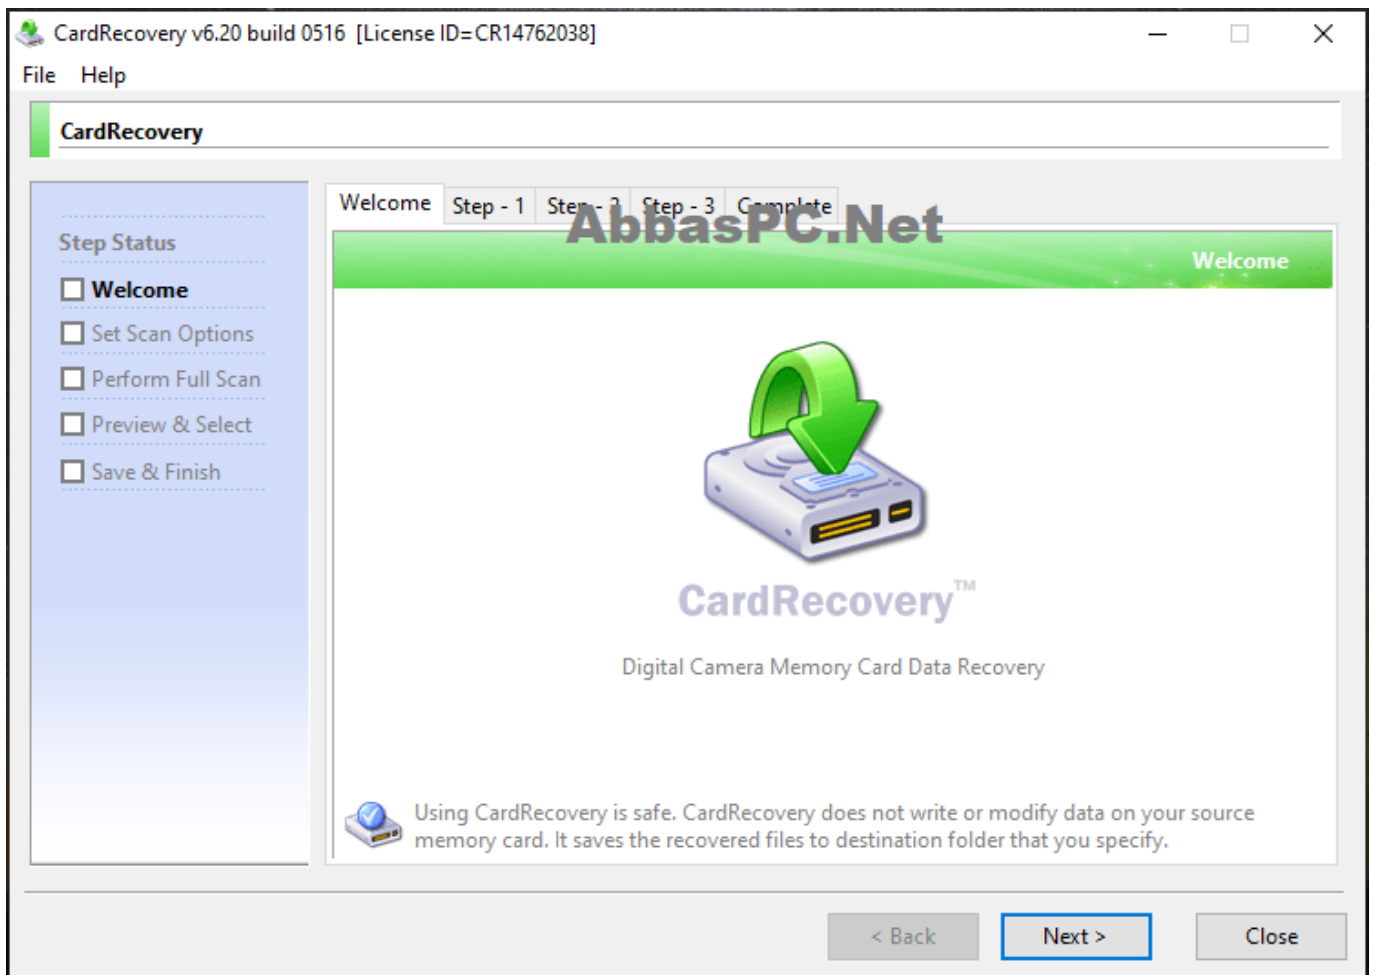 CardRecovery v6.20 build 0516 [License ID=CR14762038]
File Help
CardRecovery
Welcome Step - 1 Step - 2 Step - 3 Complete
AbbasPC.Net
Welcome
Step Status
Welcome
Set Scan Options
Perform Full Scan
Preview & Select
Save & Finish
CardRecovery™
Digital Camera Memory Card Data Recovery
Using CardRecovery is safe. CardRecovery does not write or modify data on your source
memory card. It saves the recovered files to destination folder that you specify.
< Back Next > Close